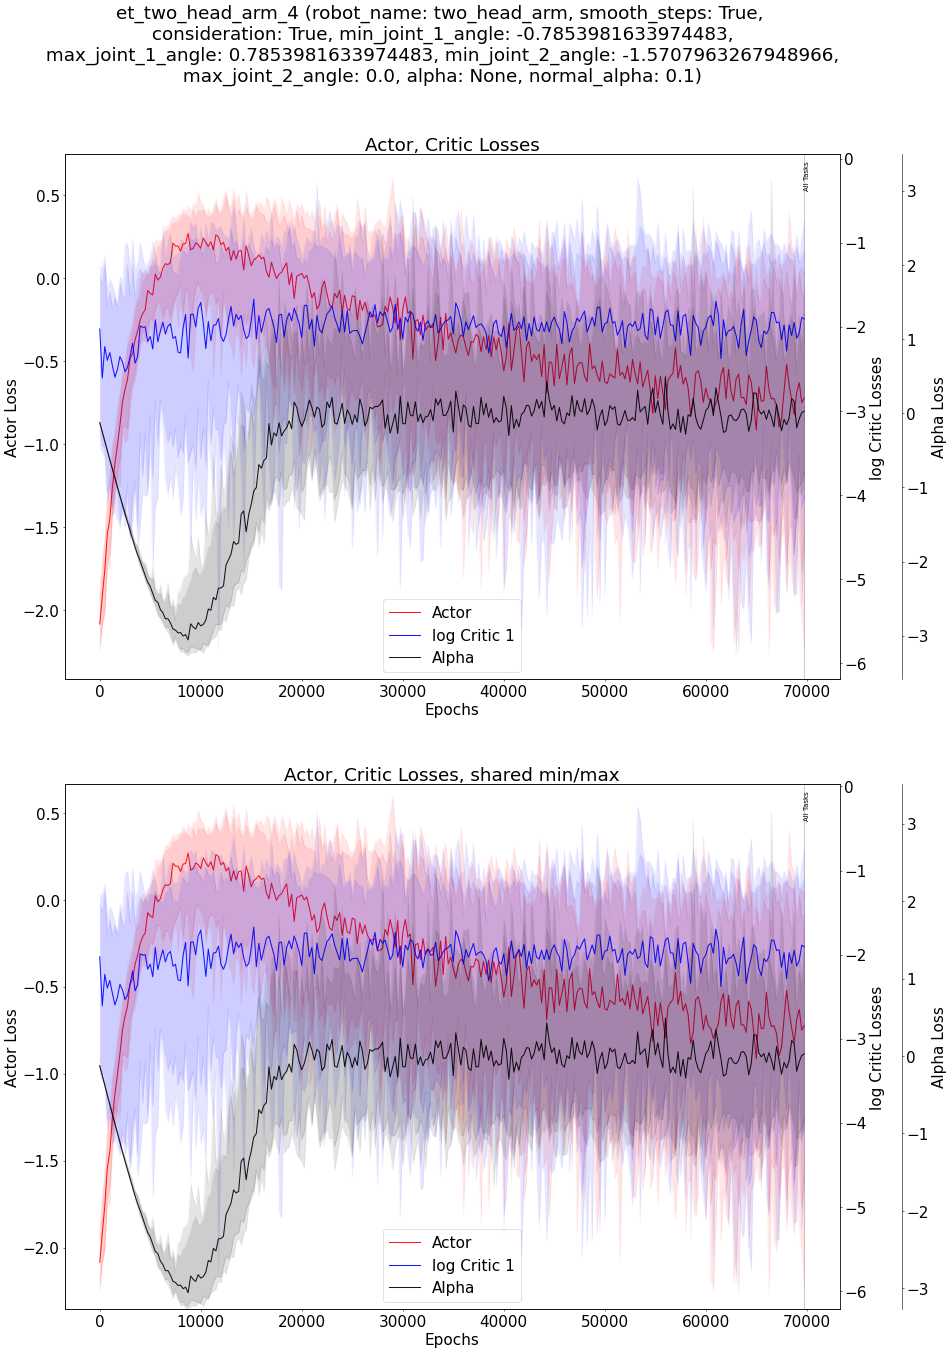 et_two_head_arm_4 (robot_name: two_head_arm, smooth_steps: True,
consideration: True, min_joint_1_angle: -0.7853981633974483,
max_joint_1_angle: 0.7853981633974483, min_joint_2_angle: -1.5707963267948966,
max_joint_2_angle: 0.0, alpha: None, normal_alpha: 0.1)
Actor, Critic Losses
0.5
0.0
−0.5
−1.0
−1.5
−2.0
Actor Loss
0
10000
20000
30000
40000
50000
60000
70000
Epochs
0
−1
−2
−3
−4
−5
−6
log Critic Losses
3
2
1
0
−1
−2
−3
Alpha Loss
All Tasks
Actor
log Critic 1
Alpha
Actor, Critic Losses, shared min/max
0.5
0.0
−0.5
−1.0
−1.5
−2.0
Actor Loss
0
10000
20000
30000
40000
50000
60000
70000
Epochs
0
−1
−2
−3
−4
−5
−6
log Critic Losses
3
2
1
0
−1
−2
−3
Alpha Loss
All Tasks
Actor
log Critic 1
Alpha